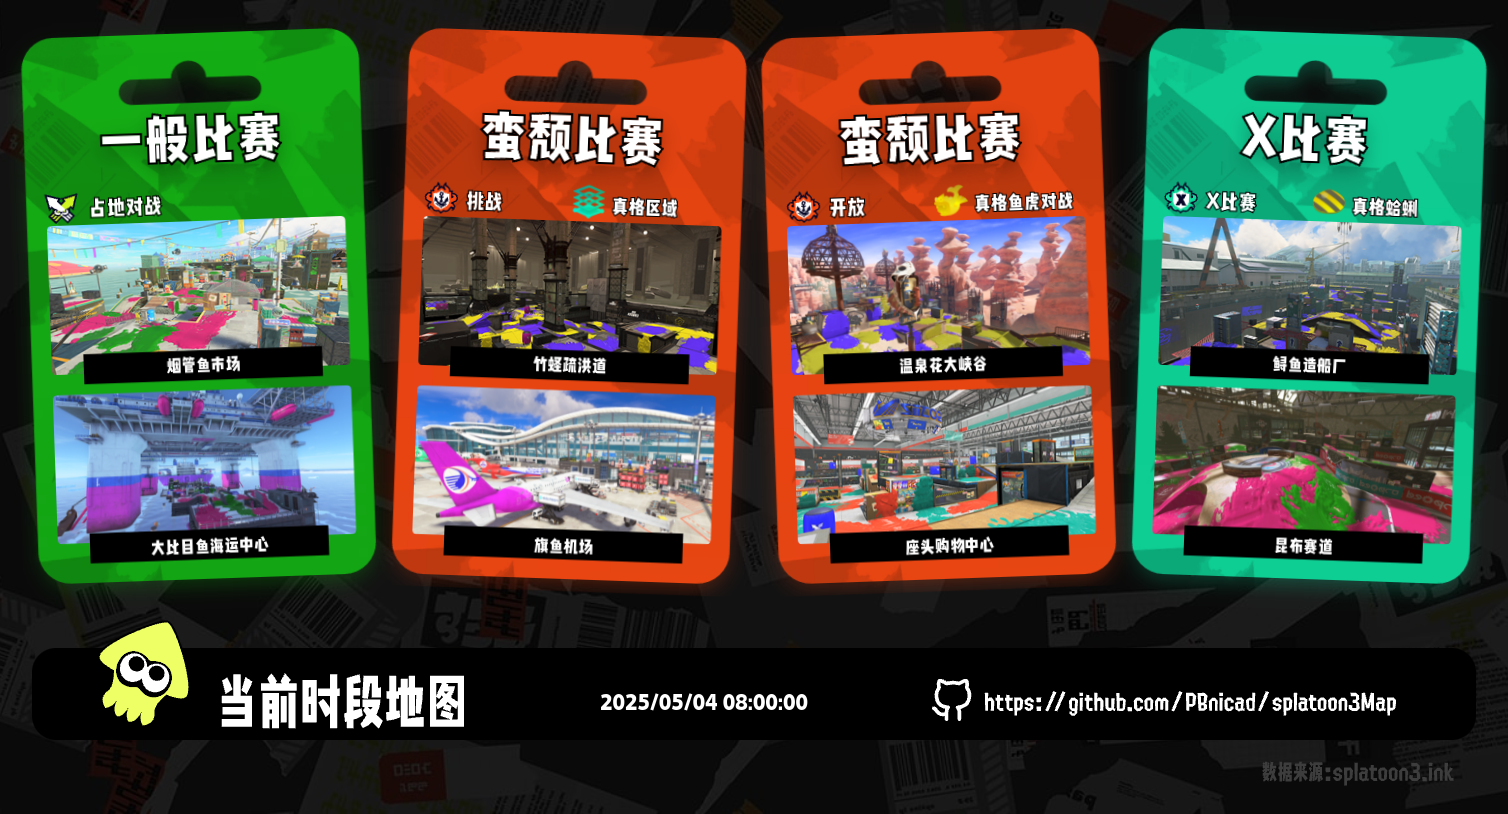 一般比赛
占地对战
烟管鱼市场
大比目鱼海运中心
蛮颓比赛
挑战
真格区域
竹蛏疏洪道
旗鱼机场
蛮颓比赛
开放
真格鱼虎对战
温泉花大峡谷
座头购物中心
X比赛
X比赛
真格蛤蜊
鲟鱼造船厂
昆布赛道
当前时段地图
2025/05/04 08:00:00
https://github.com/PBnicad/splatoon3Map
数据来源:splatoon3.ink